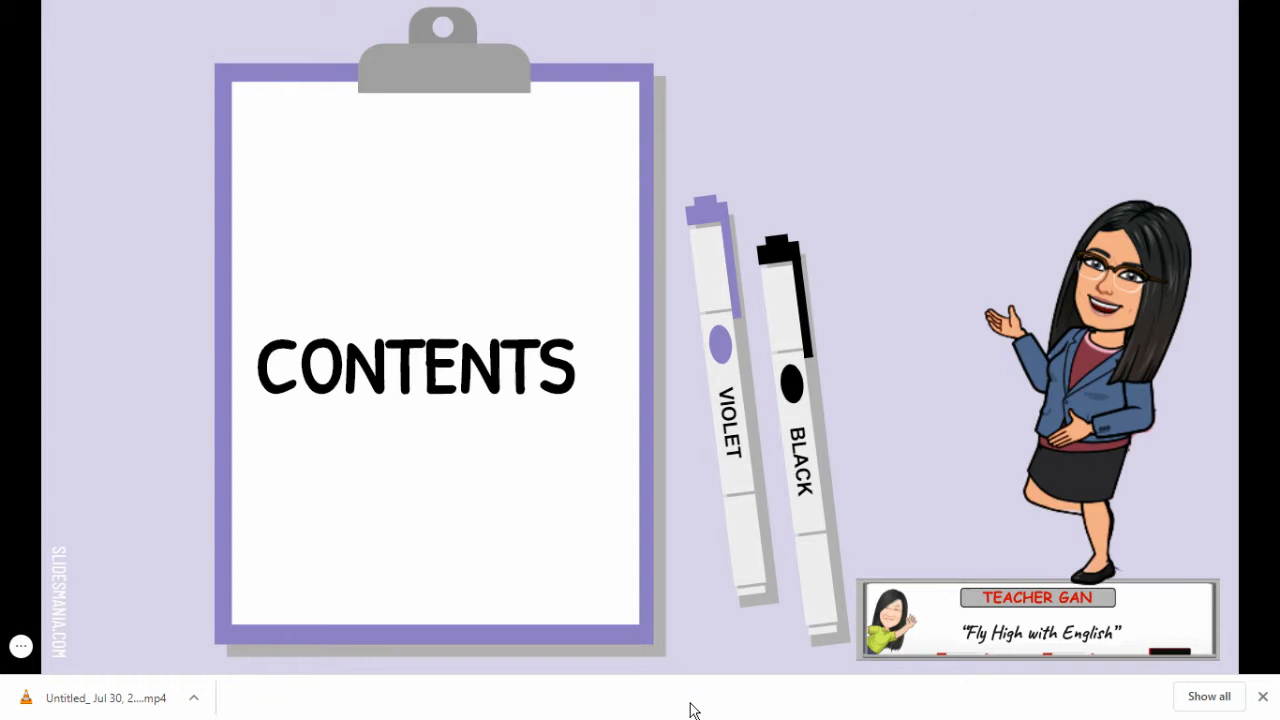 CONTENTS
VIOLET
BLACK
SLIDESMANIA.COM
TEACHER GAN
“Fly High with English”
Untitled_ Jul 30, 2....mp4
Show all